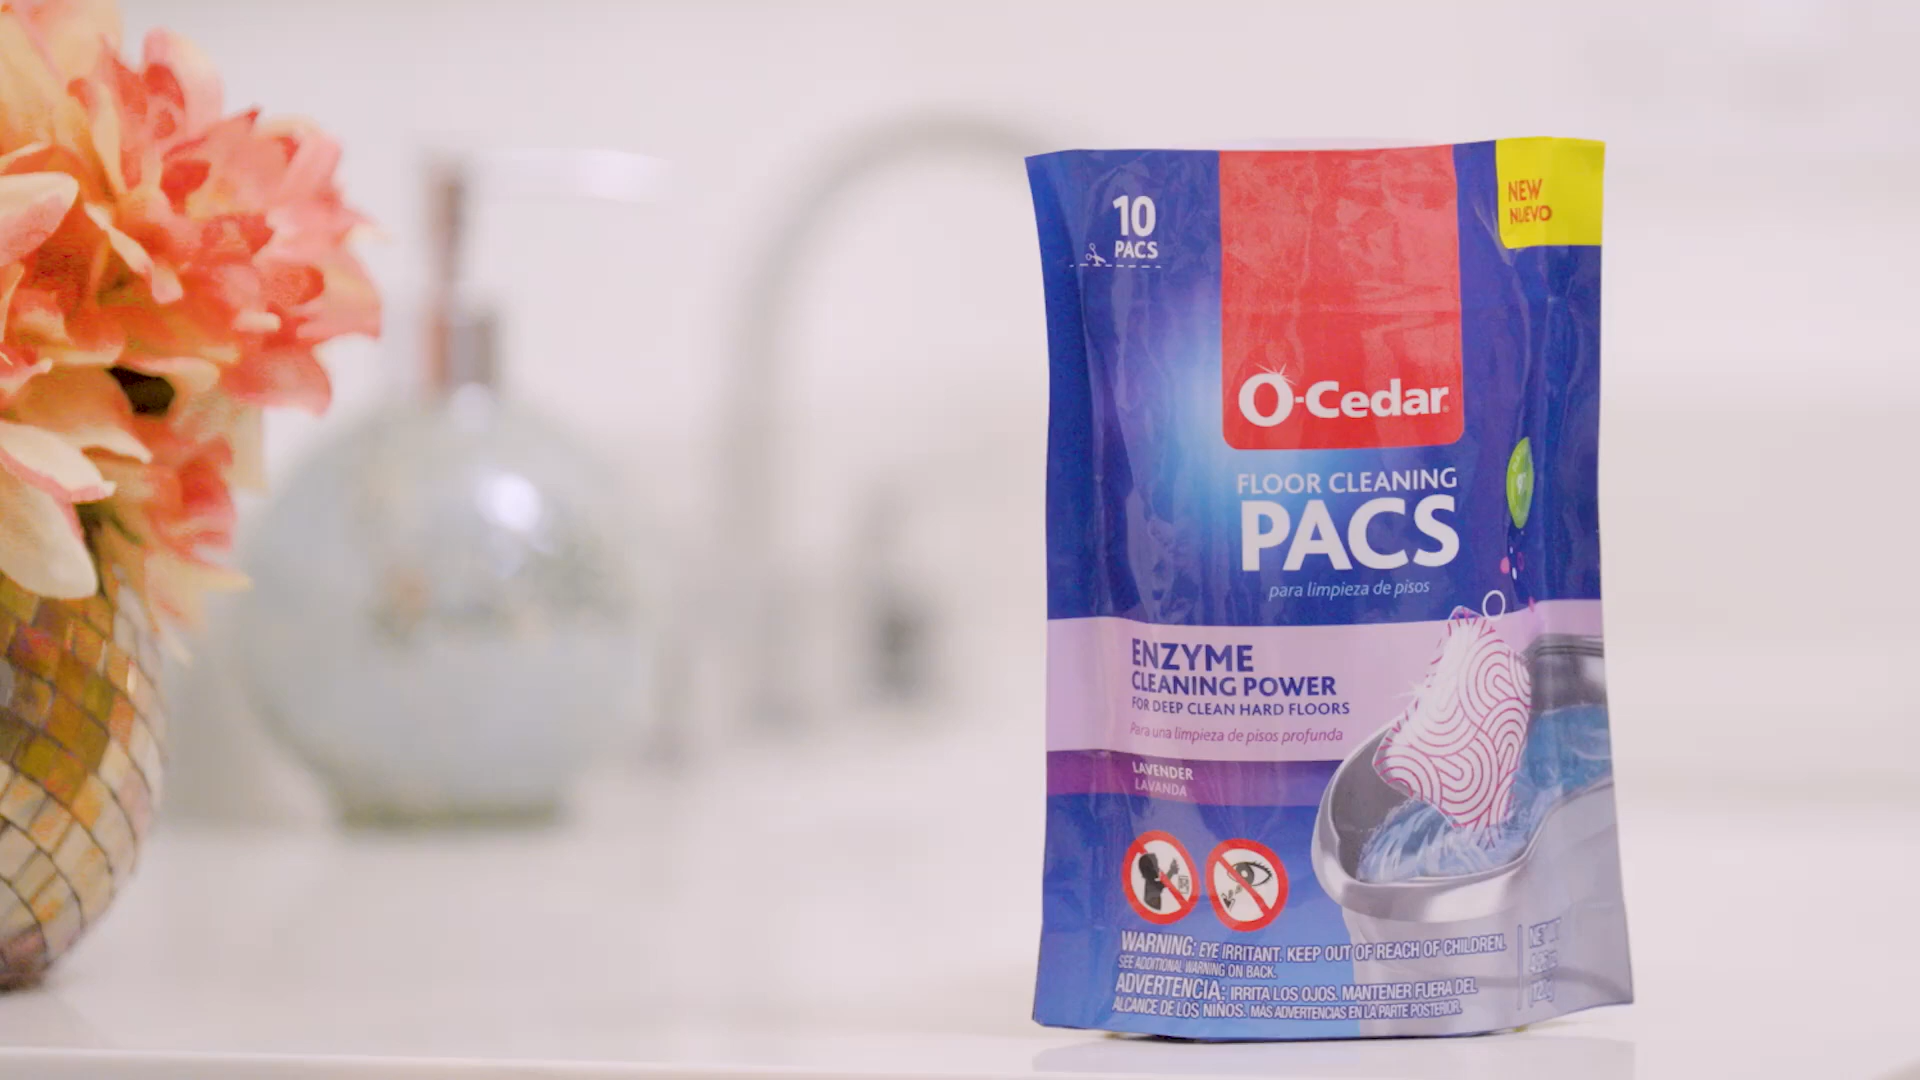 10
PACS
NEW
NUEVO
O-Cedar
FLOOR CLEANING
PACS
para limpieza de pisos
ENZYME
CLEANING POWER
FOR DEEP CLEAN HARD FLOORS
Para una limpieza de pisos profunda
LAVENDER
LAVANDA
WARNING: EYE IRRITANT. KEEP OUT OF REACH OF CHILDREN.
SEE ADDITIONAL WARNING ON BACK.
ADVERTENCIA: IRRITA LOS OJOS. MANTENER FUERA DEL
ALCANCE DE LOS NIÑOS. MÁS ADVERTENCIAS EN LA PARTE POSTERIOR.